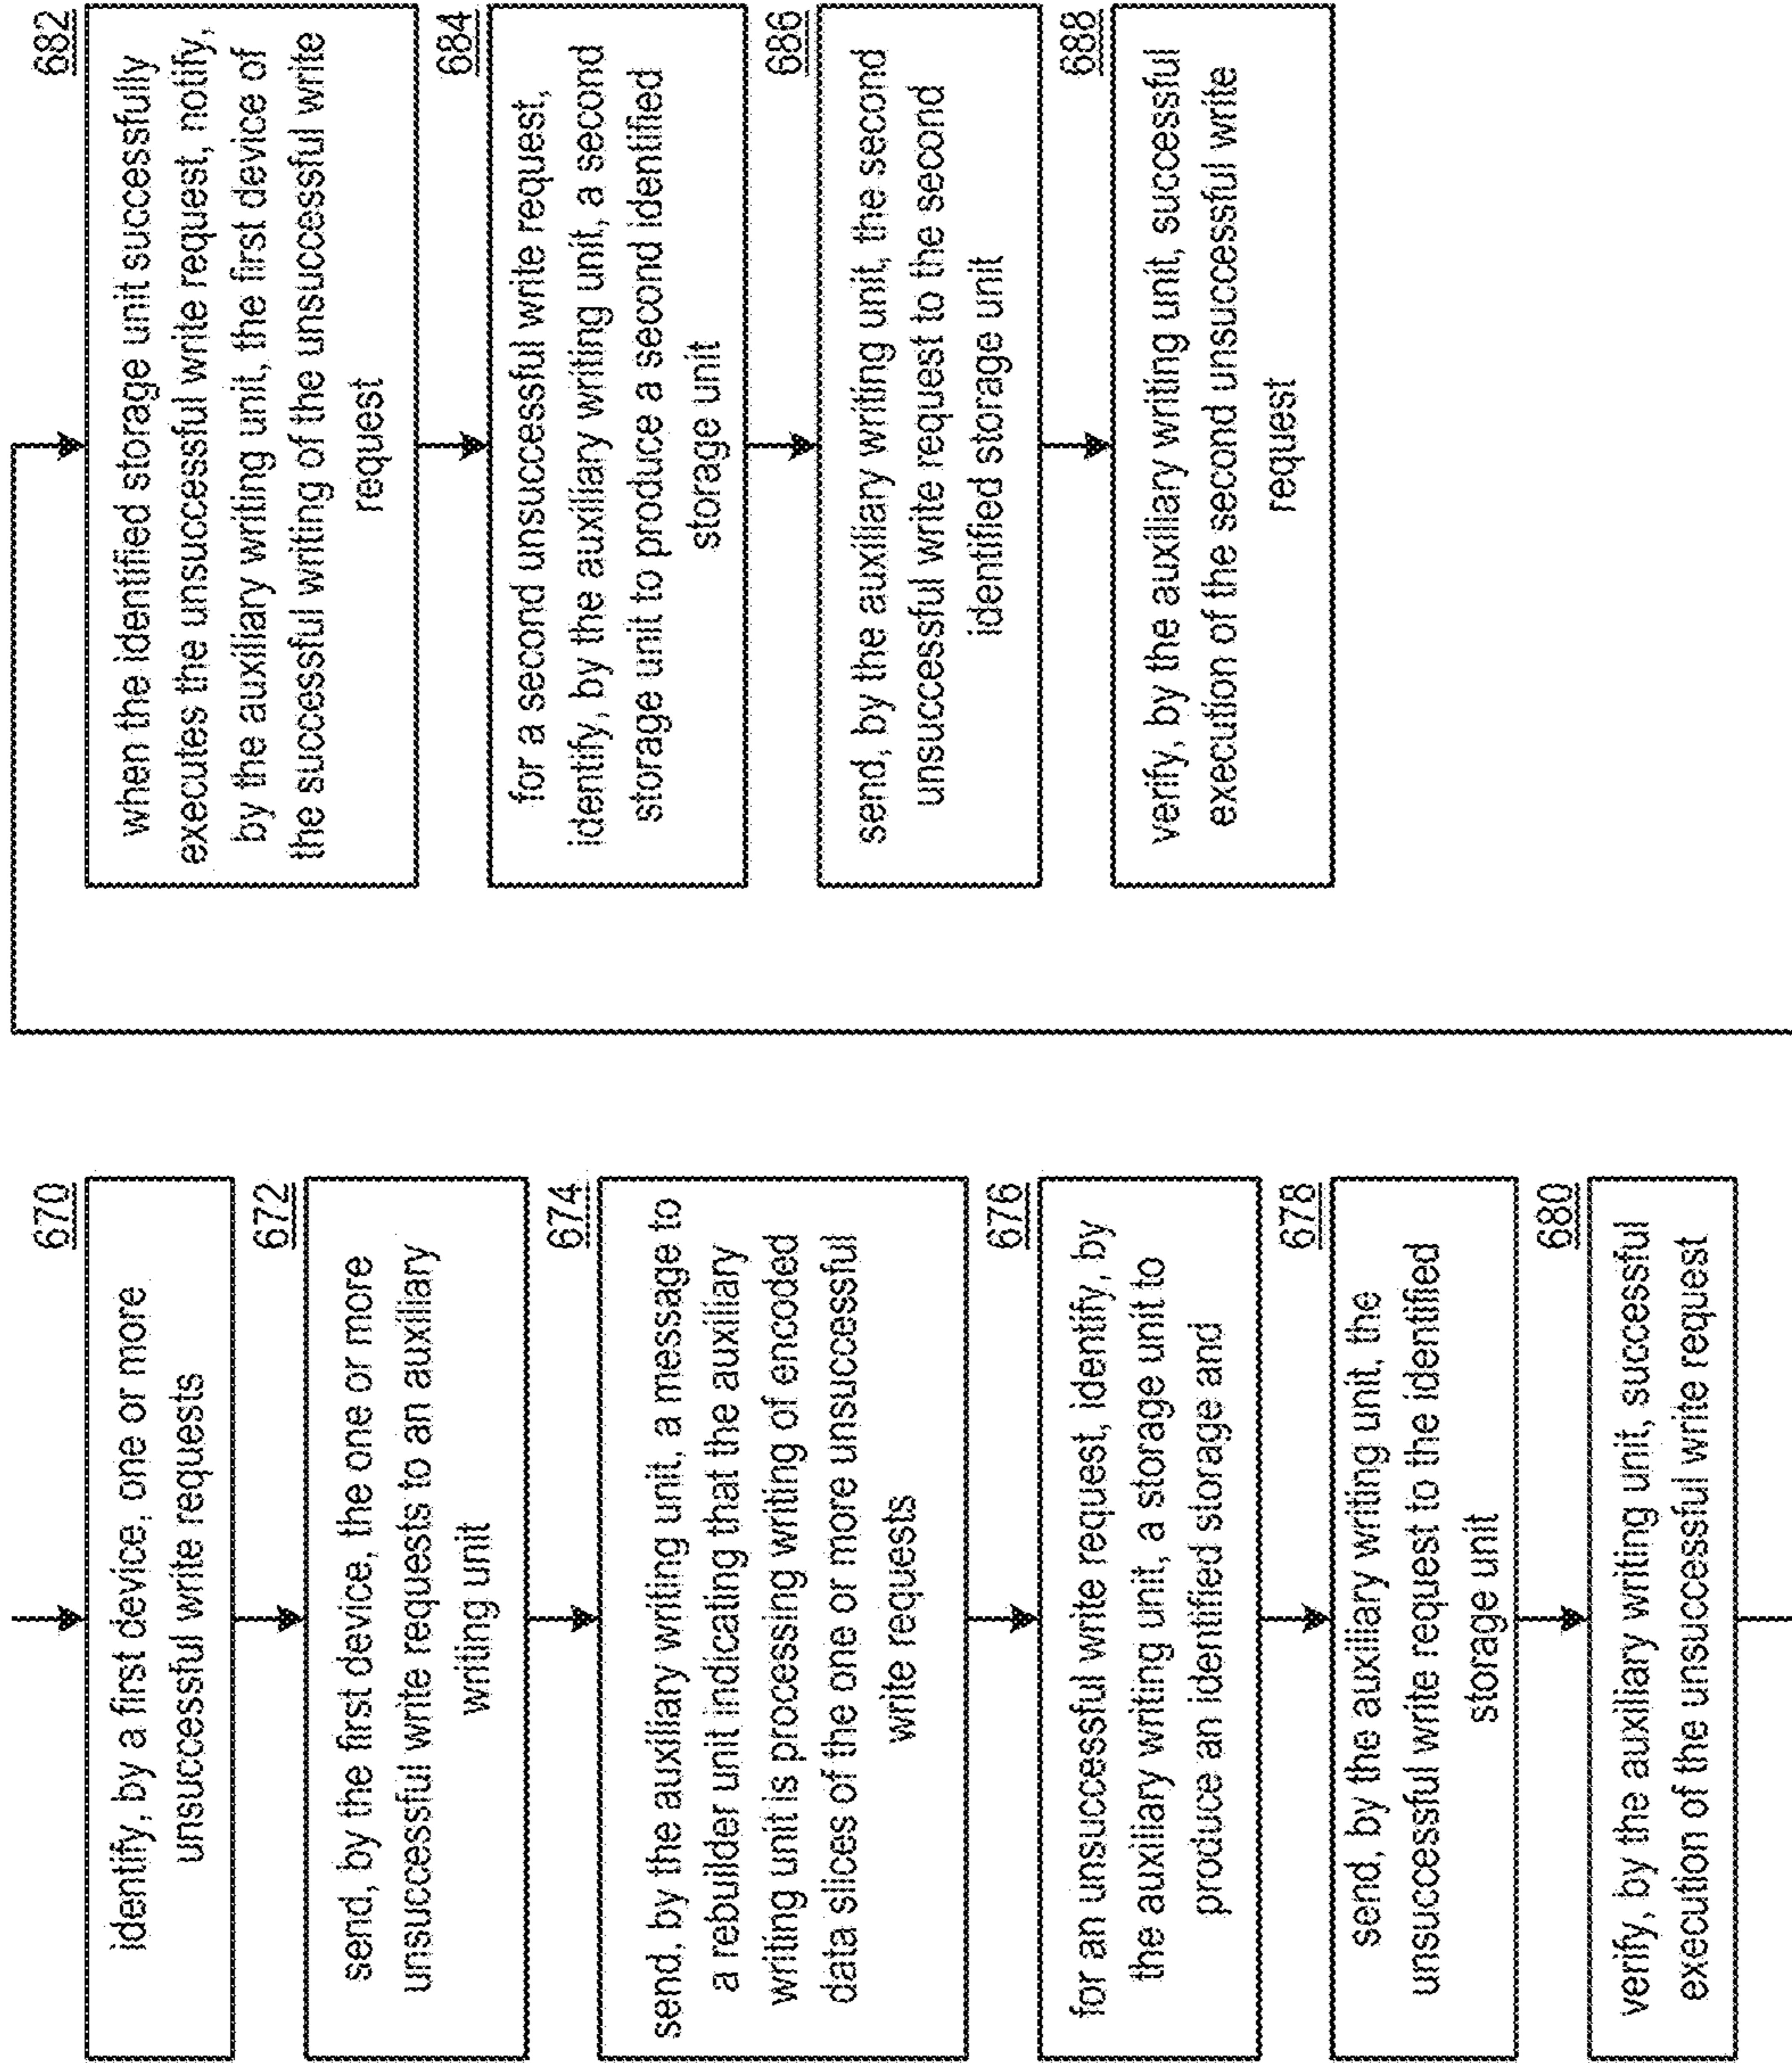 670
identify, by a first device, one or more
unsuccessful write requests
672
send, by the first device, the one or more
unsuccessful write requests to an auxiliary
writing unit
674
send, by the auxiliary writing unit, a message to
a rebuilder unit indicating that the auxiliary
writing unit is processing writing of encoded
data slices of the one or more unsuccessful
write requests
676
for an unsuccessful write request, identify, by
the auxiliary writing unit, a storage unit to
produce an identified storage and
678
send, by the auxiliary writing unit, the
unsuccessful write request to the identified
storage unit
680
verify, by the auxiliary writing unit, successful
execution of the unsuccessful write request
682
when the identified storage unit successfully
executes the unsuccessful write request, notify,
by the auxiliary writing unit, the first device of
the successful writing of the unsuccessful write
request
684
for a second unsuccessful write request,
identify, by the auxiliary writing unit, a second
storage unit to produce a second identified
storage unit
686
send, by the auxiliary writing unit, the second
unsuccessful write request to the second
identified storage unit
688
verify, by the auxiliary writing unit, successful
execution of the second unsuccessful write
request